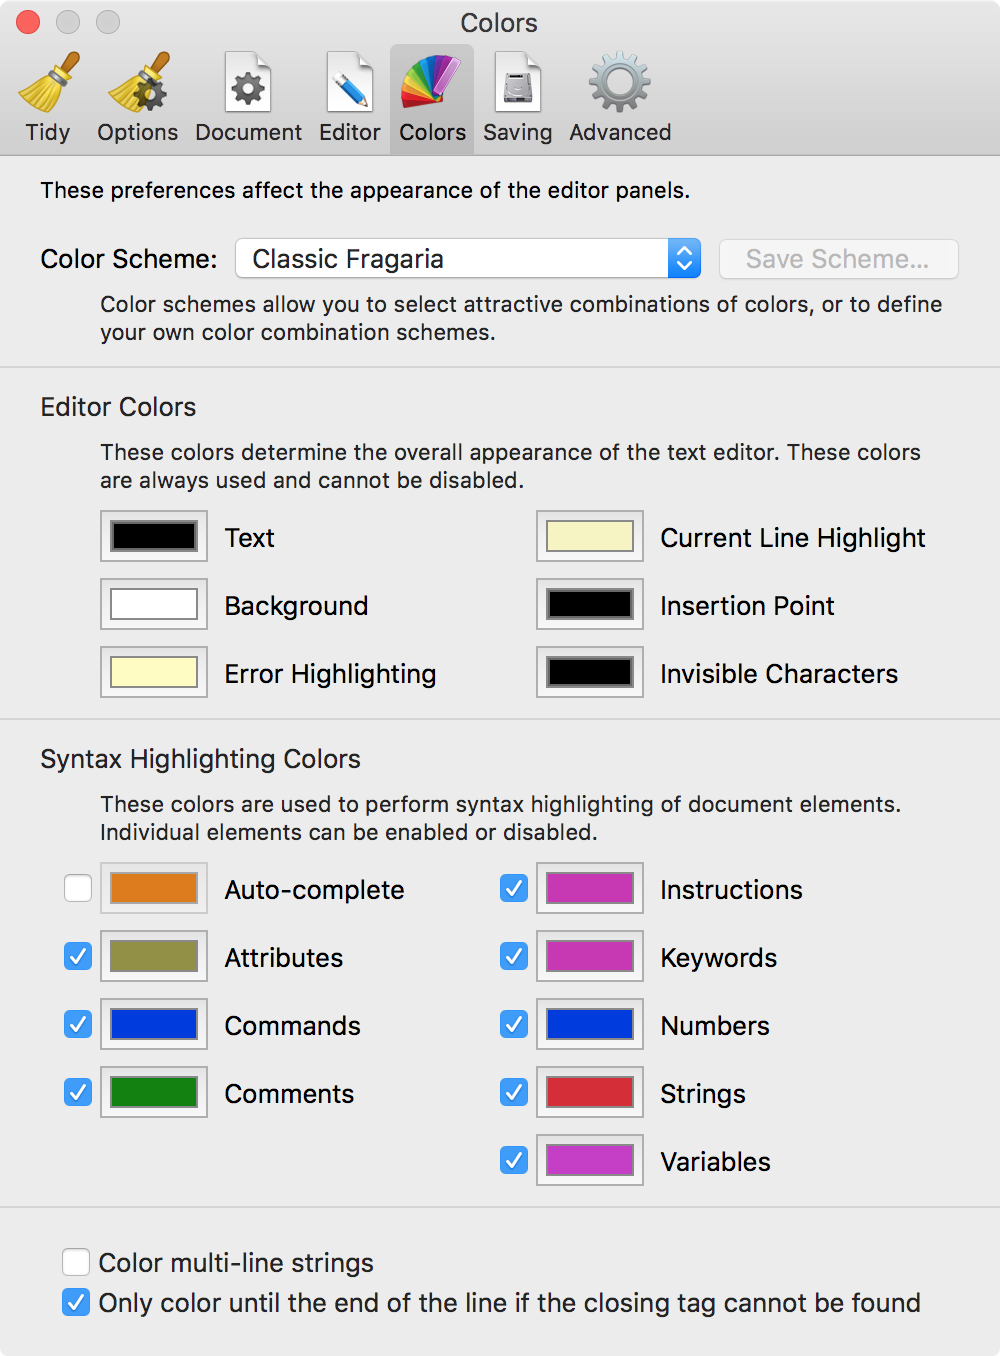 Colors
Tidy Options Document Editor Colors Saving Advanced
These preferences affect the appearance of the editor panels.
Color Scheme: Classic Fragaria Save Scheme...
Color schemes allow you to select attractive combinations of colors, or to define
your own color combination schemes.
Editor Colors
These colors determine the overall appearance of the text editor. These colors
are always used and cannot be disabled.
Text Current Line Highlight
Background Insertion Point
Error Highlighting Invisible Characters
Syntax Highlighting Colors
These colors are used to perform syntax highlighting of document elements.
Individual elements can be enabled or disabled.
Auto-complete Instructions
Attributes Keywords
Commands Numbers
Comments Strings
Variables
Color multi-line strings
Only color until the end of the line if the closing tag cannot be found